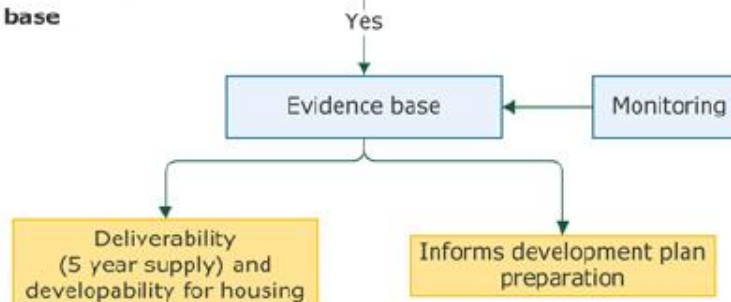 base
Yes
Evidence base
Monitoring
Deliverability
(5 year supply) and
developability for housing
Informs development plan
preparation